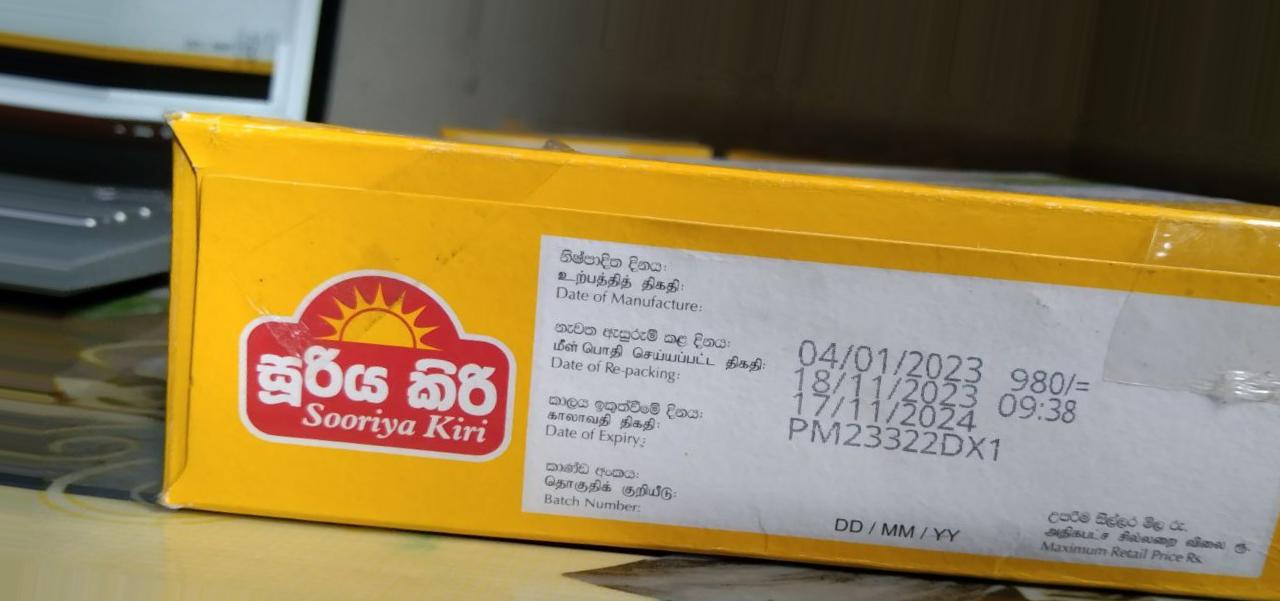 සූරිය කිරි
Sooriya Kiri
නිෂ්පාදිත දිනය:
உற்பத்தித் திகதி:
Date of Manufacture:
නැවත ඇසුරුම් කළ දිනය:
மீள் பொதி செய்யப்பட்ட திகதி:
Date of Re-packing:
කාලය ඉකුත්වීමේ දිනය:
காலாவதி திகதி:
Date of Expiry:
කාණ්ඩ අංකය:
தொகுதிக் குறியீடு:
Batch Number:
04/01/2023 980/=
18/11/2023 09:38
17/11/2024
PM23322DX1
DD / MM / YY
උපරිම සිල්ලර මිල රු.
அதிகபட்ச சில்லறை விலை ரூ.
Maximum Retail Price Rs.